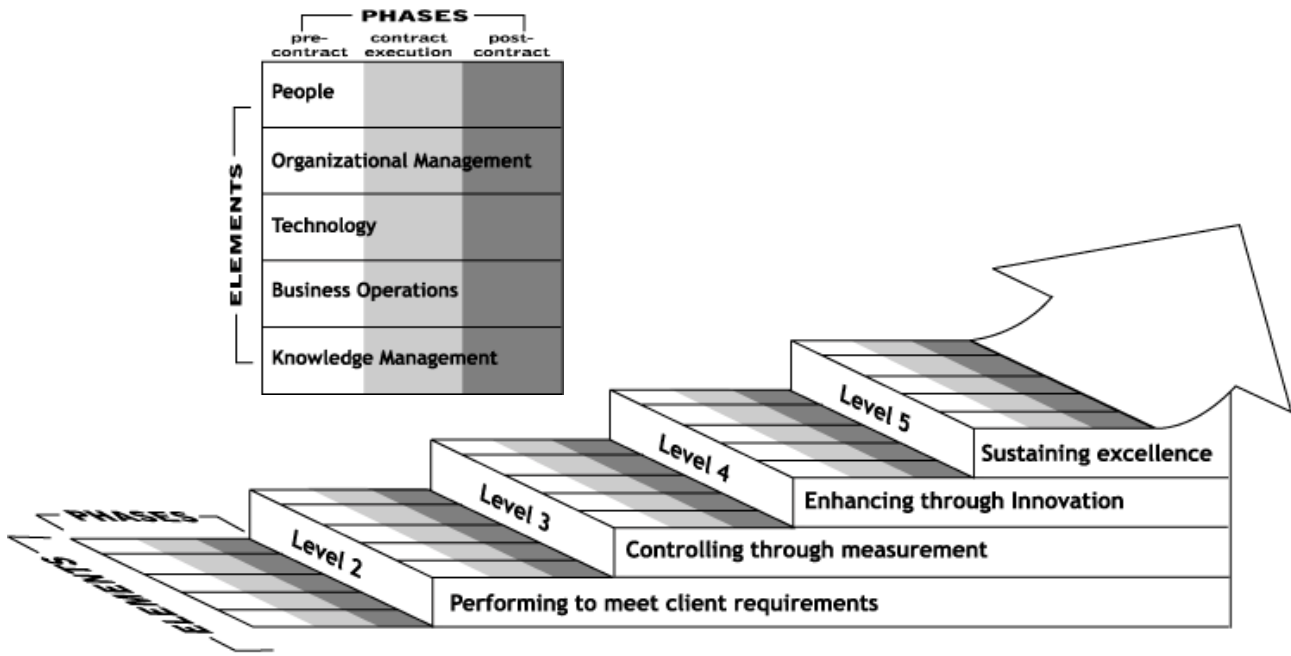 PHASES
pre-
contract
contract
execution
post-
contract
ELEMENTS
People
Organizational Management
Technology
Business Operations
Knowledge Management
Level 5
Sustaining excellence
Level 4
Enhancing through Innovation
Level 3
Controlling through measurement
PHASES
ELEMENTS
Level 2
Performing to meet client requirements